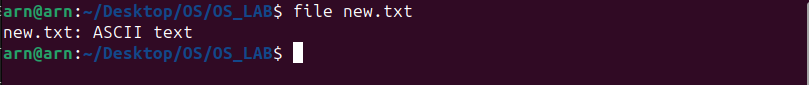 arn@arn:~/Desktop/OS/OS_LAB$ file new.txt
new.txt: ASCII text
arn@arn:~/Desktop/OS/OS_LAB$